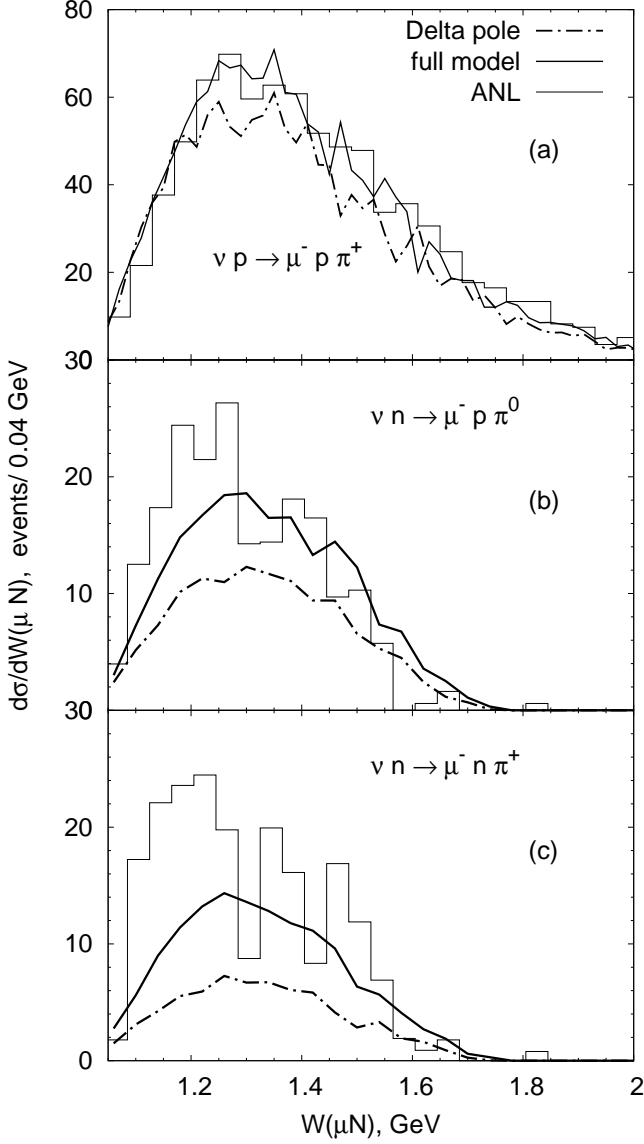 80
Delta pole
full model
ANL
60
(a)
40
ν p → μ⁻ p π⁺
20
30
ν n → μ⁻ p π⁰
20
(b)
10
dσ/dW(μ N), events/ 0.04 GeV
30
ν n → μ⁻ n π⁺
20
(c)
10
0
1.2 1.4 1.6 1.8 2
W(μN), GeV